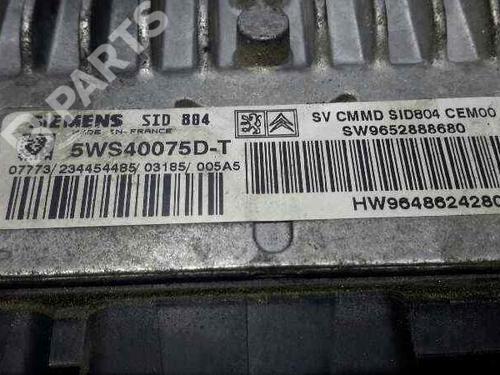 B-PARTS
SIEMENS SID 804
MADE IN FRANCE
5WS40075D-T
07773/234454485/03185/005A5
SV CMMD SID804 CEM00
SW9652888680
HW9648624280